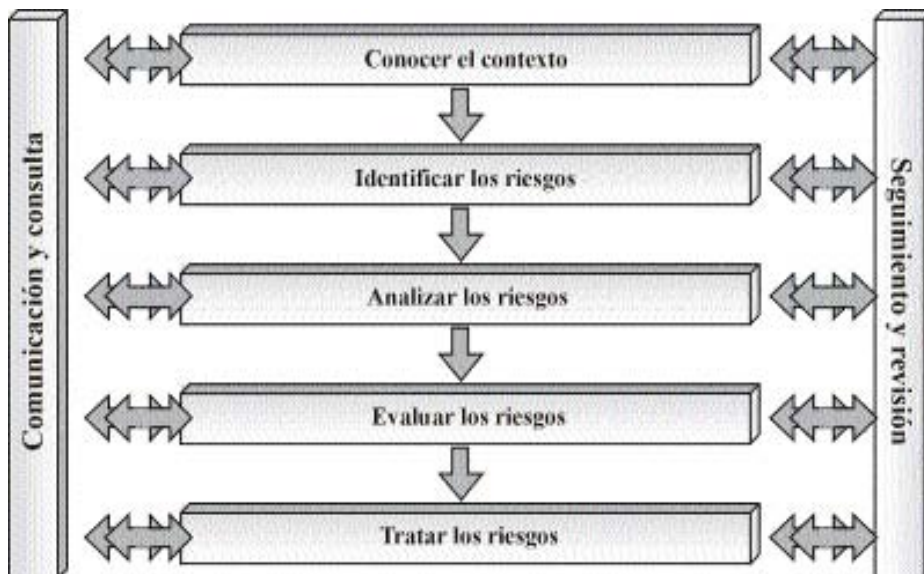 Comunicación y consulta
Conocer el contexto
Identificar los riesgos
Analizar los riesgos
Evaluar los riesgos
Tratar los riesgos
Seguimiento y revisión